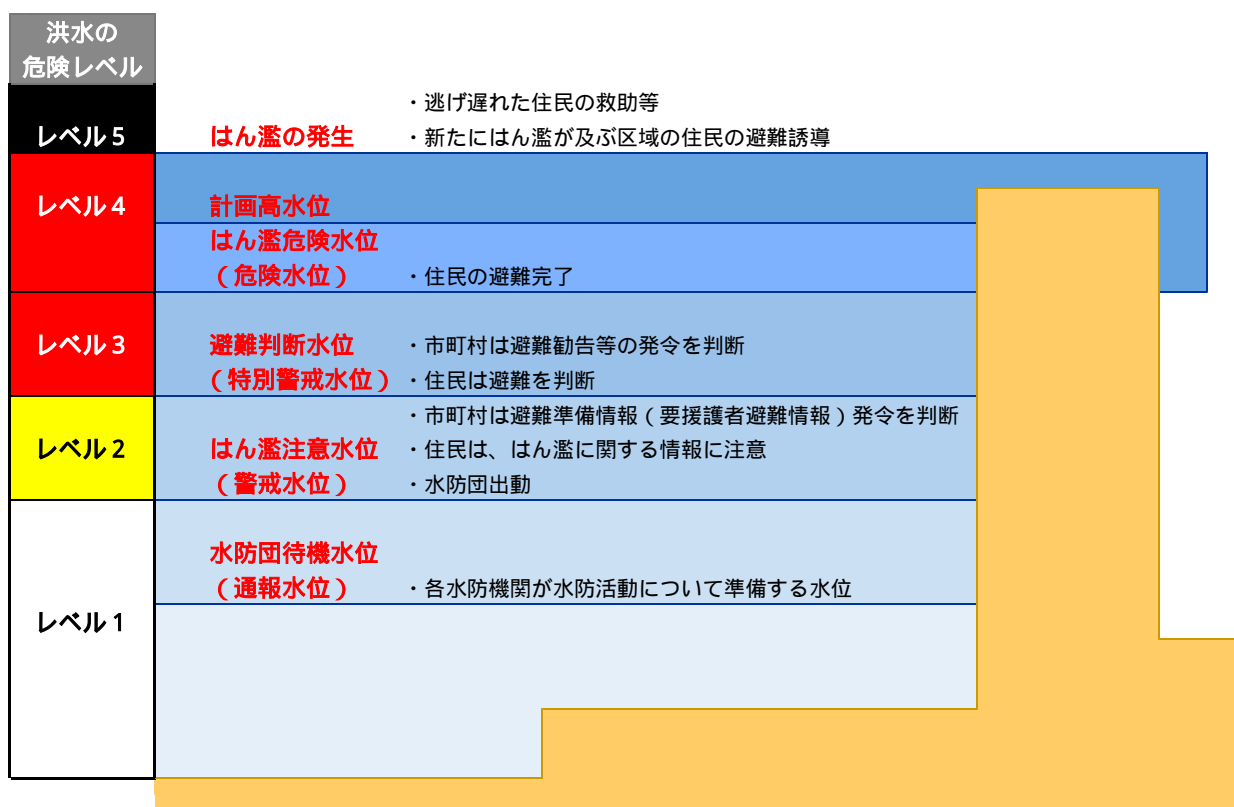 洪水の
危険レベル
・逃げ遅れた住民の救助等
レベル5 はん濫の発生 ・新たにはん濫が及ぶ区域の住民の避難誘導
レベル4 計画高水位
はん濫危険水位
(危険水位) ・住民の避難完了
レベル3 避難判断水位 ・市町村は避難勧告等の発令を判断
(特別警戒水位) ・住民は避難を判断
・市町村は避難準備情報(要援護者避難情報)発令を判断
レベル2 はん濫注意水位 ・住民は、はん濫に関する情報に注意
(警戒水位) ・水防団出動
水防団待機水位
(通報水位) ・各水防機関が水防活動について準備する水位
レベル1